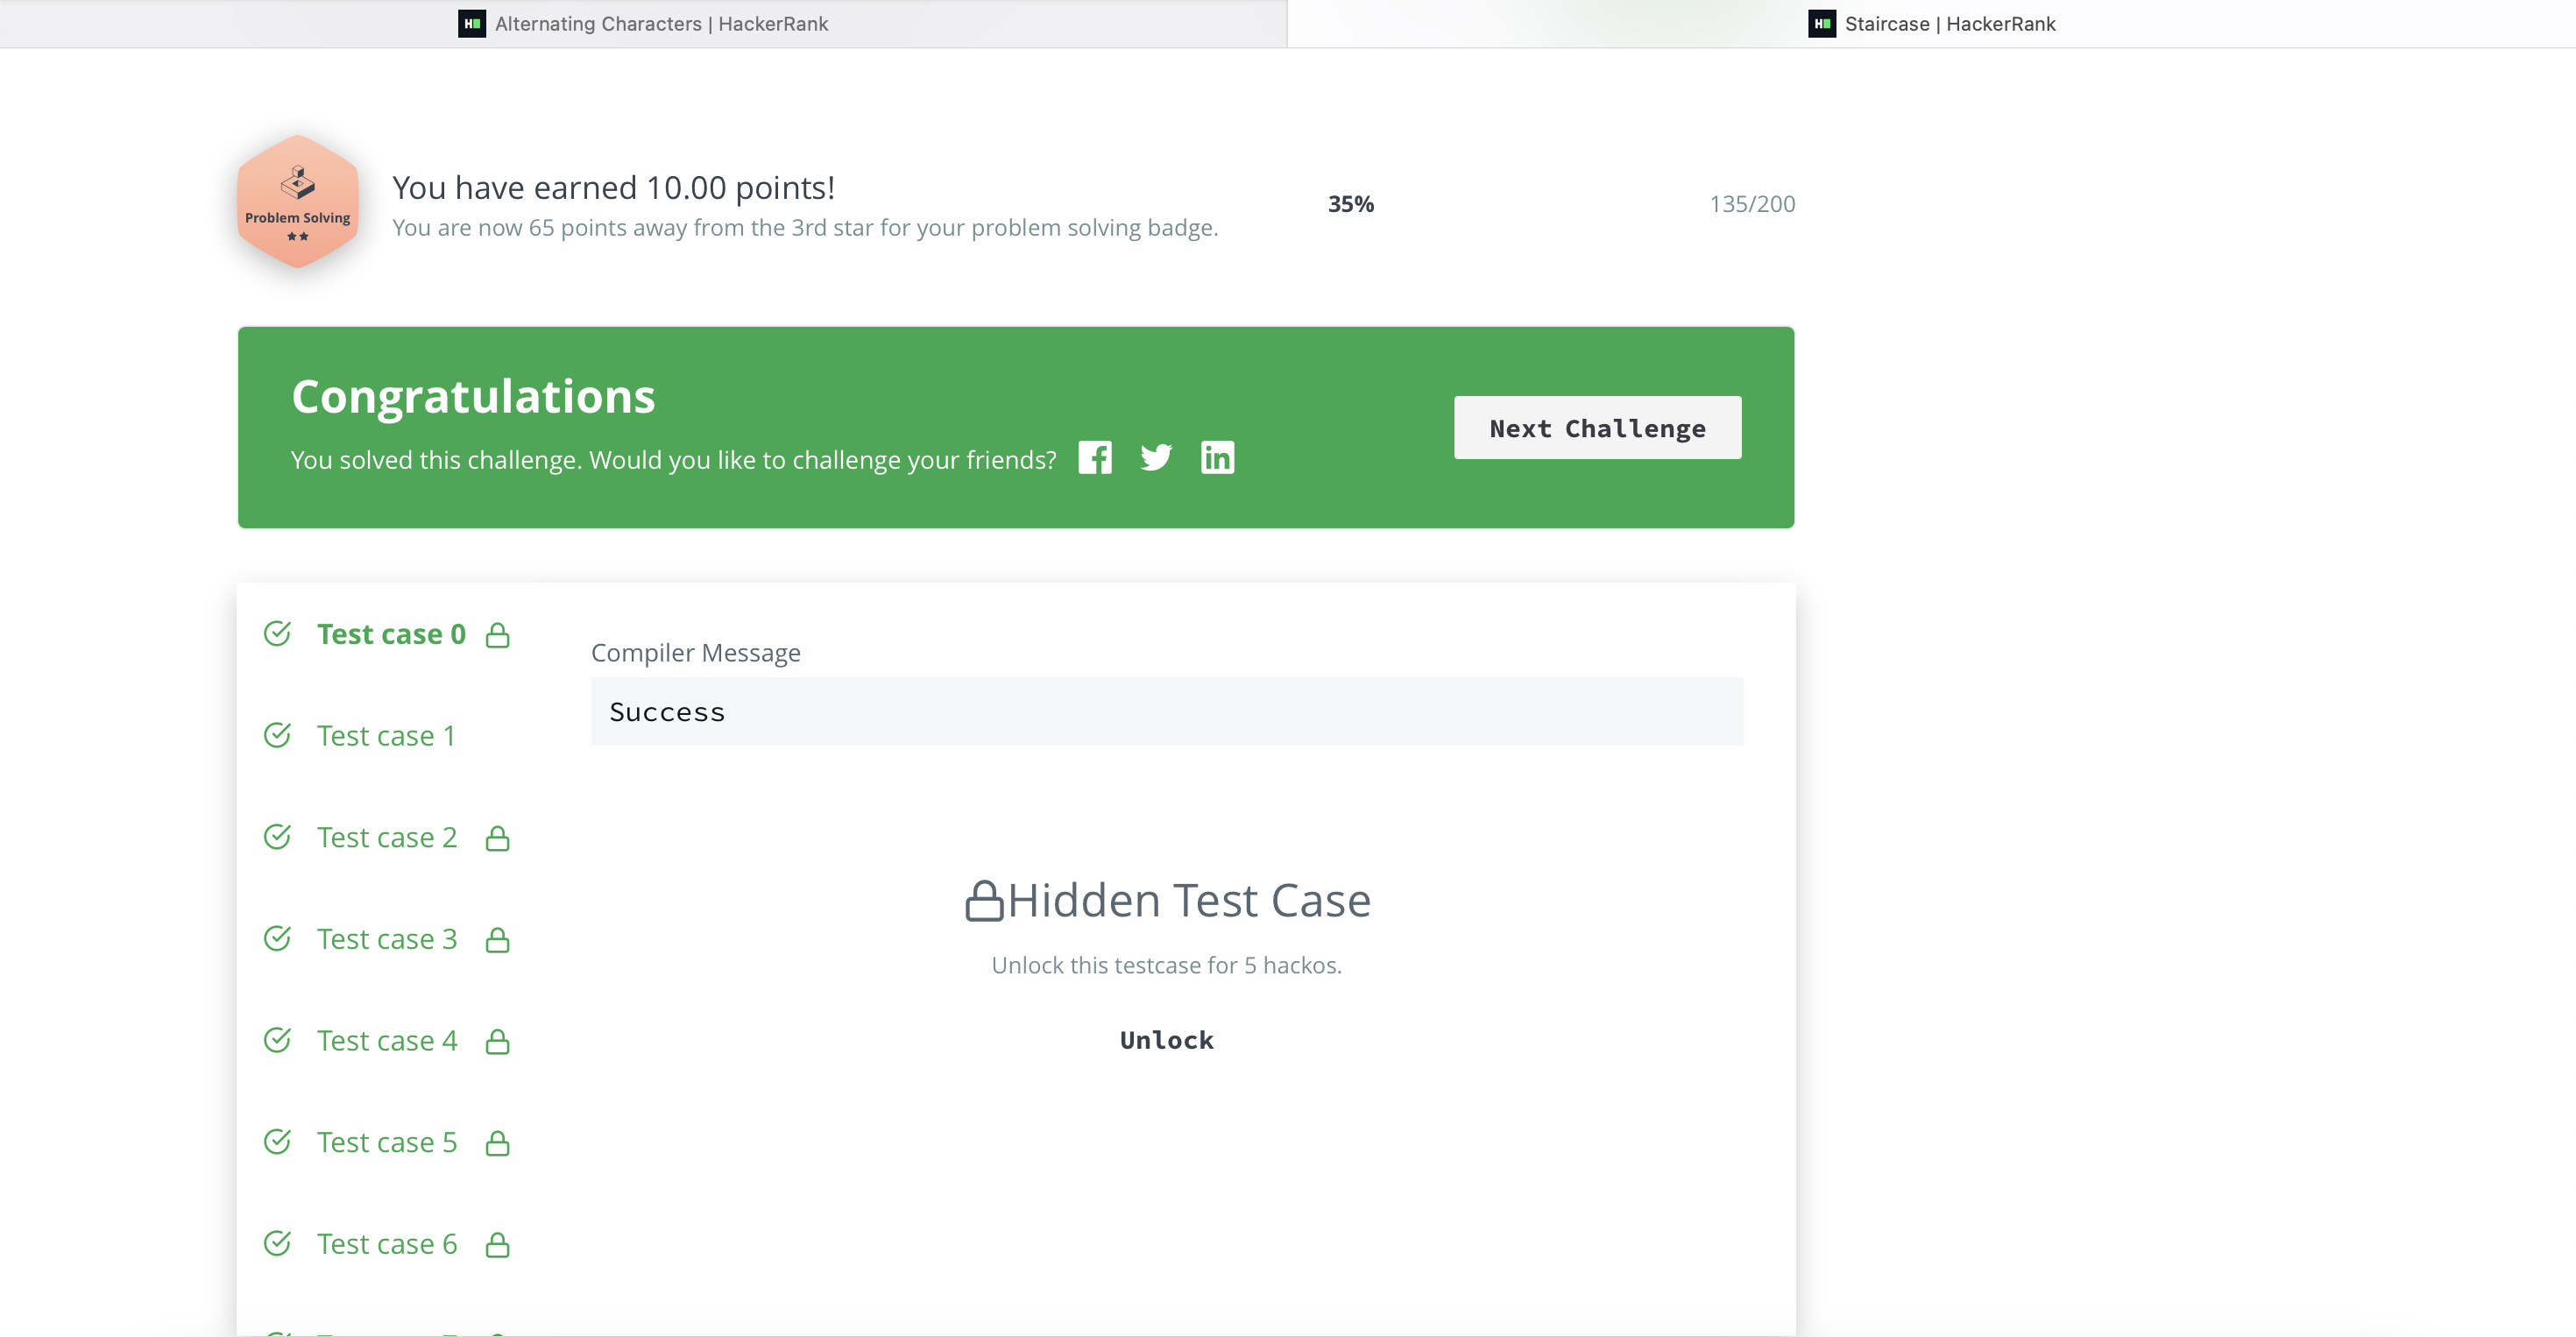 Alternating Characters | HackerRank
Staircase | HackerRank
Problem Solving
You have earned 10.00 points!
You are now 65 points away from the 3rd star for your problem solving badge.
35%
135/200
Congratulations
You solved this challenge. Would you like to challenge your friends?
Next Challenge
Test case 0
Compiler Message
Success
Test case 1
Test case 2
Hidden Test Case
Test case 3
Unlock this testcase for 5 hackos.
Test case 4
Unlock
Test case 5
Test case 6